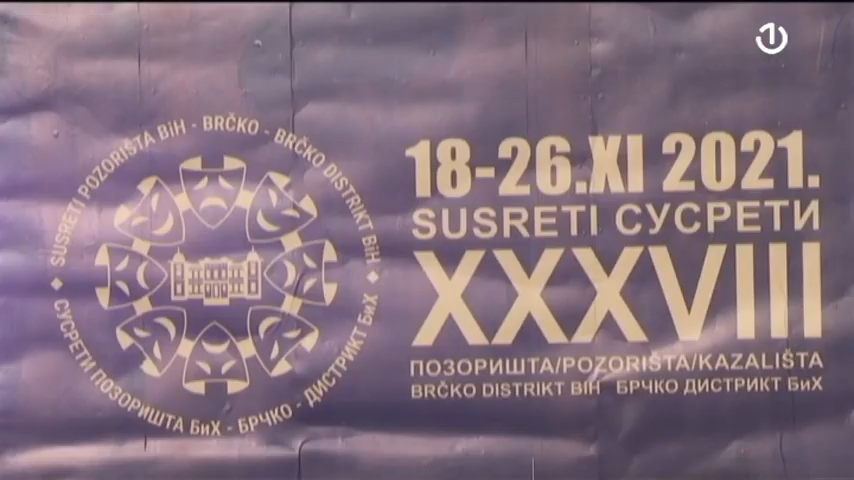 SUSRETI POZORIŠTA BiH - BRČKO - BRČKO DISTRIKT BiH
СУСРЕТИ ПОЗОРИШТА БиХ - БРЧКО - ДИСТРИКТ БиХ
18-26.XI 2021.
SUSRETI СУСРЕТИ
XXXVIII
ПОЗОРИШТА/POZORIŠTA/KAZALIŠTA
BRČKO DISTRIKT BIH БРЧКО ДИСТРИКТ БиХ
1